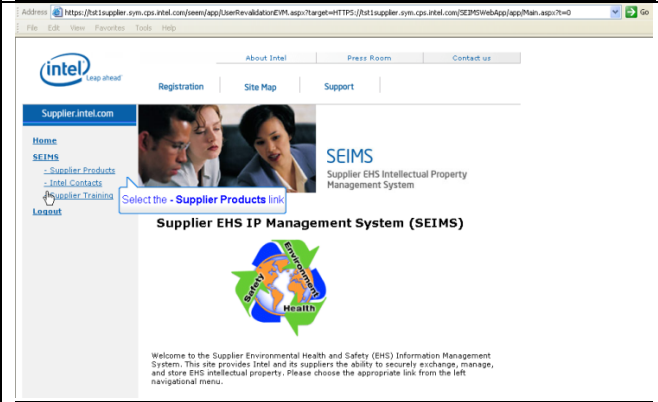 Address https://tst1supplier.sym.cps.intel.com/seem/app/UserRevalidationEVM.aspx?target=HTTPS://tst1supplier.sym.cps.intel.com/SEIMSWebApp/app/Main.aspx?t=0 Go
File Edit View Favorites Tools Help
About Intel Press Room Contact us
intel Leap ahead
Registration Site Map Support
Supplier.intel.com
Home
SEIMS
- Supplier Products
- Intel Contacts
Supplier Training
Logout
SEIMS
Supplier EHS Intellectual Property
Management System
Select the - Supplier Products link
Supplier EHS IP Management System (SEIMS)
Safety
Environment
Health
Welcome to the Supplier Environmental Health and Safety (EHS) Information Management
System. This site provides Intel and its suppliers the ability to securely exchange, manage,
and store EHS intellectual property. Please choose the appropriate link from the left
navigational menu.